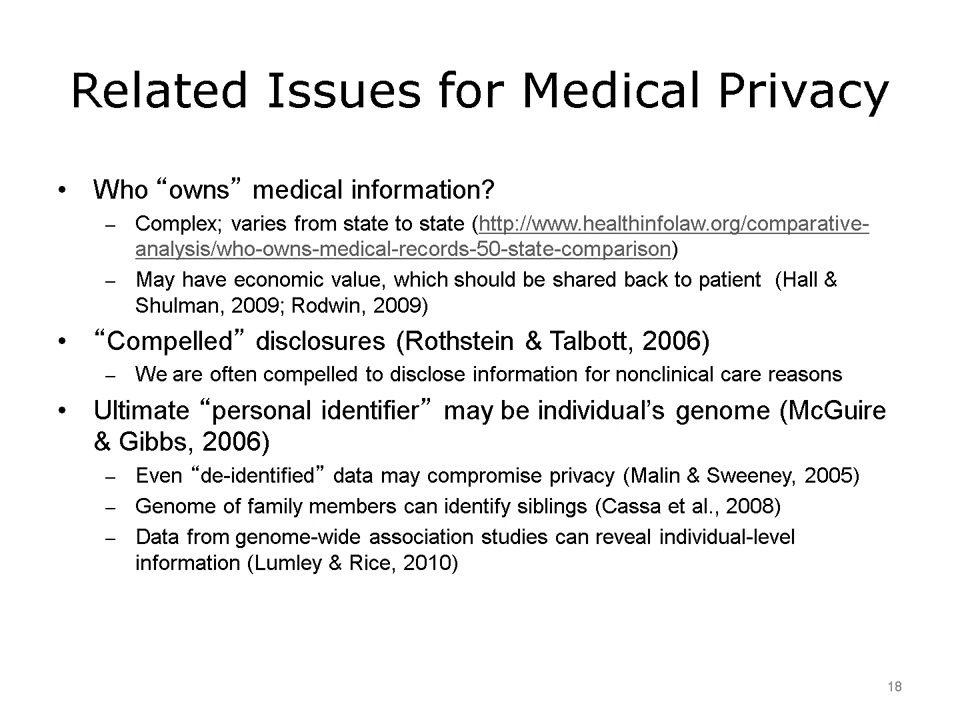 Related Issues for Medical Privacy
• Who “owns” medical information?
– Complex; varies from state to state (http://www.healthinfolaw.org/comparative-
analysis/who-owns-medical-records-50-state-comparison)
– May have economic value, which should be shared back to patient (Hall &
Shulman, 2009; Rodwin, 2009)
• “Compelled” disclosures (Rothstein & Talbott, 2006)
– We are often compelled to disclose information for nonclinical care reasons
• Ultimate “personal identifier” may be individual’s genome (McGuire
& Gibbs, 2006)
– Even “de-identified” data may compromise privacy (Malin & Sweeney, 2005)
– Genome of family members can identify siblings (Cassa et al., 2008)
– Data from genome-wide association studies can reveal individual-level
information (Lumley & Rice, 2010)
18